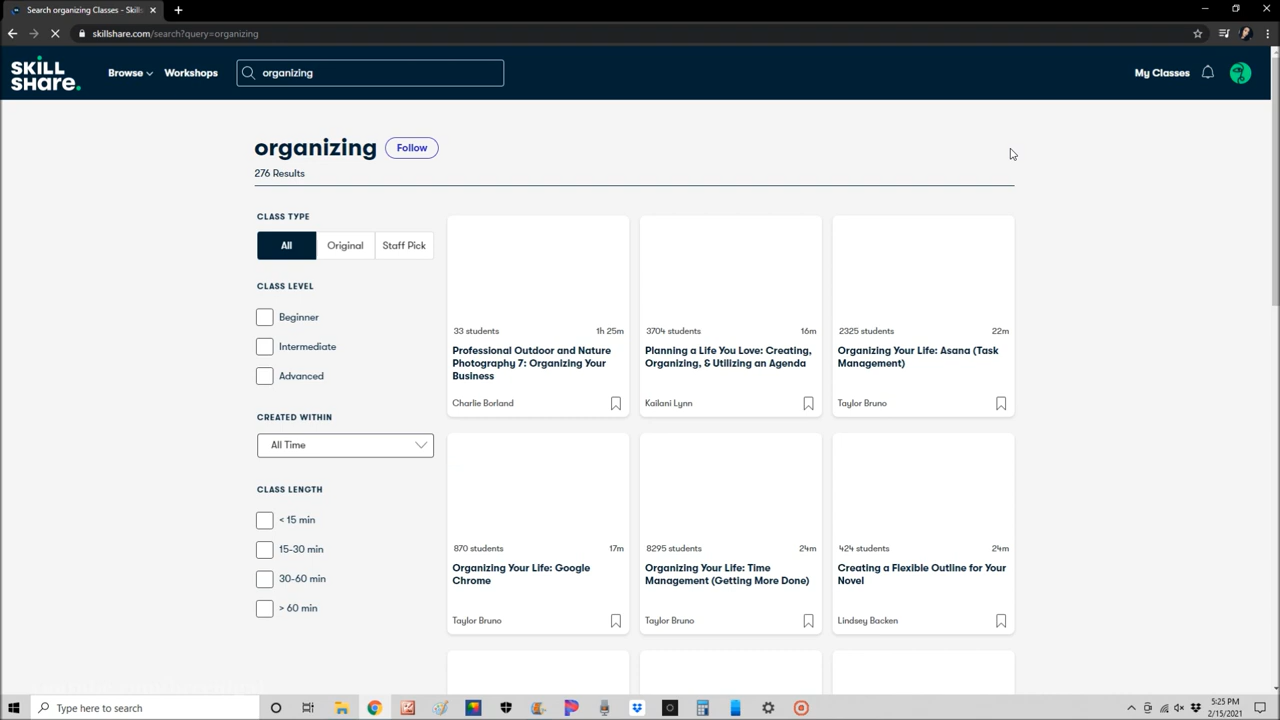 Search organizing Classes - Skills
skillshare.com/search?query=organizing
SKILL SHARE.
Browse
Workshops
organizing
My Classes
organizing
Follow
276 Results
CLASS TYPE
All
Original
Staff Pick
CLASS LEVEL
Beginner
Intermediate
Advanced
CREATED WITHIN
All Time
CLASS LENGTH
< 15 min
15-30 min
30-60 min
> 60 min
33 students 1h 25m
Professional Outdoor and Nature
Photography 7: Organizing Your
Business
Charlie Borland
3704 students 16m
Planning a Life You Love: Creating,
Organizing, & Utilizing an Agenda
Kailani Lynn
2325 students 22m
Organizing Your Life: Asana (Task
Management)
Taylor Bruno
870 students 17m
Organizing Your Life: Google
Chrome
Taylor Bruno
8295 students 24m
Organizing Your Life: Time
Management (Getting More Done)
Taylor Bruno
424 students 24m
Creating a Flexible Outline for Your
Novel
Lindsey Backen
Type here to search
5:25 PM
2/15/2021